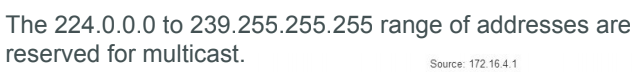 The 224.0.0.0 to 239.255.255.255 range of addresses are
reserved for multicast.
Source: 172.16.4.1